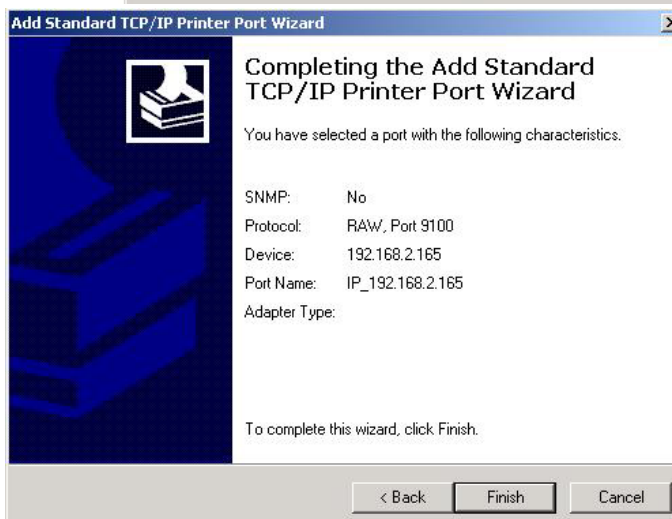 Add Standard TCP/IP Printer Port Wizard
Completing the Add Standard
TCP/IP Printer Port Wizard
You have selected a port with the following characteristics.
SNMP: No
Protocol: RAW, Port 9100
Device: 192.168.2.165
Port Name: IP_192.168.2.165
Adapter Type:
To complete this wizard, click Finish.
< Back Finish Cancel